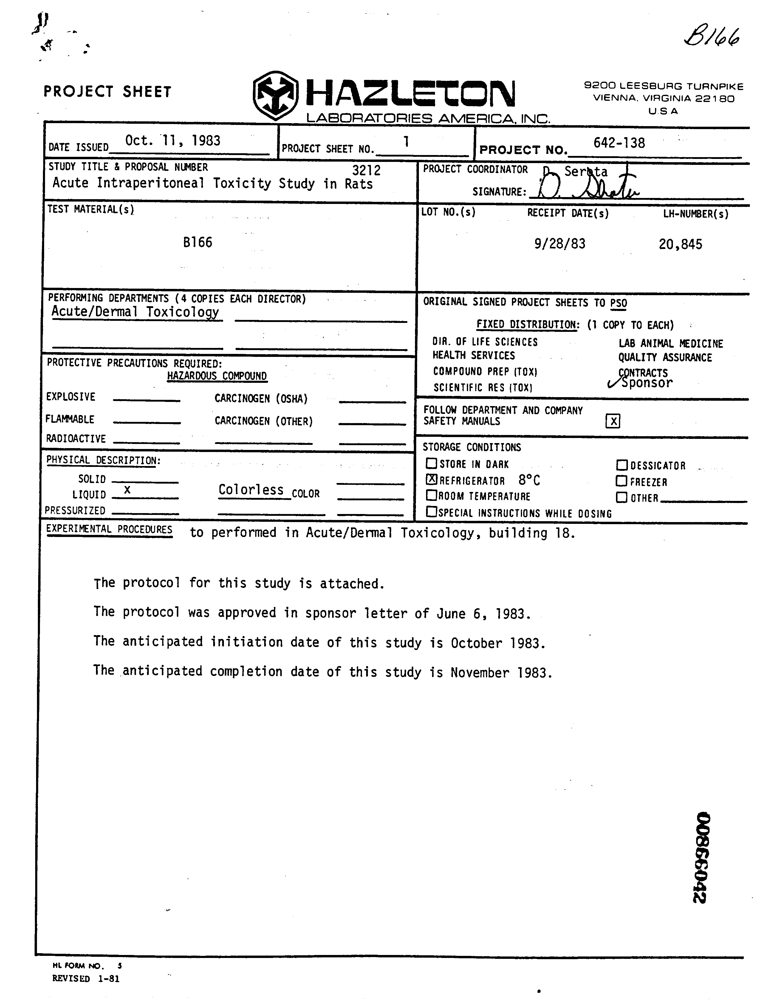 B166
PROJECT SHEET
HAZLETON
LABORATORIES AMERICA, INC.
9200 LEESBURG TURNPIKE
VIENNA, VIRGINIA 22180
U S A
DATE ISSUED Oct. 11, 1983 PROJECT SHEET NO. 1 PROJECT NO. 642-138
STUDY TITLE & PROPOSAL NUMBER 3212
Acute Intraperitoneal Toxicity Study in Rats
PROJECT COORDINATOR D. Serota
SIGNATURE:
TEST MATERIAL(s)
B166
LOT NO.(s) RECEIPT DATE(s) LH-NUMBER(s)
9/28/83 20,845
PERFORMING DEPARTMENTS (4 COPIES EACH DIRECTOR)
Acute/Dermal Toxicology
ORIGINAL SIGNED PROJECT SHEETS TO PSO
FIXED DISTRIBUTION: (1 COPY TO EACH)
DIR. OF LIFE SCIENCES LAB ANIMAL MEDICINE
HEALTH SERVICES QUALITY ASSURANCE
COMPOUND PREP (TOX) CONTRACTS
SCIENTIFIC RES (TOX) ✓Sponsor
PROTECTIVE PRECAUTIONS REQUIRED:
HAZARDOUS COMPOUND
EXPLOSIVE CARCINOGEN (OSHA)
FLAMMABLE CARCINOGEN (OTHER)
RADIOACTIVE
FOLLOW DEPARTMENT AND COMPANY
SAFETY MANUALS X
PHYSICAL DESCRIPTION:
SOLID
LIQUID X Colorless COLOR
PRESSURIZED
STORAGE CONDITIONS
STORE IN DARK DESSICATOR
X REFRIGERATOR 8°C FREEZER
ROOM TEMPERATURE OTHER
SPECIAL INSTRUCTIONS WHILE DOSING
EXPERIMENTAL PROCEDURES to performed in Acute/Dermal Toxicology, building 18.
The protocol for this study is attached.
The protocol was approved in sponsor letter of June 6, 1983.
The anticipated initiation date of this study is October 1983.
The anticipated completion date of this study is November 1983.
00866042
HL FORM NO. 5
REVISED 1-81